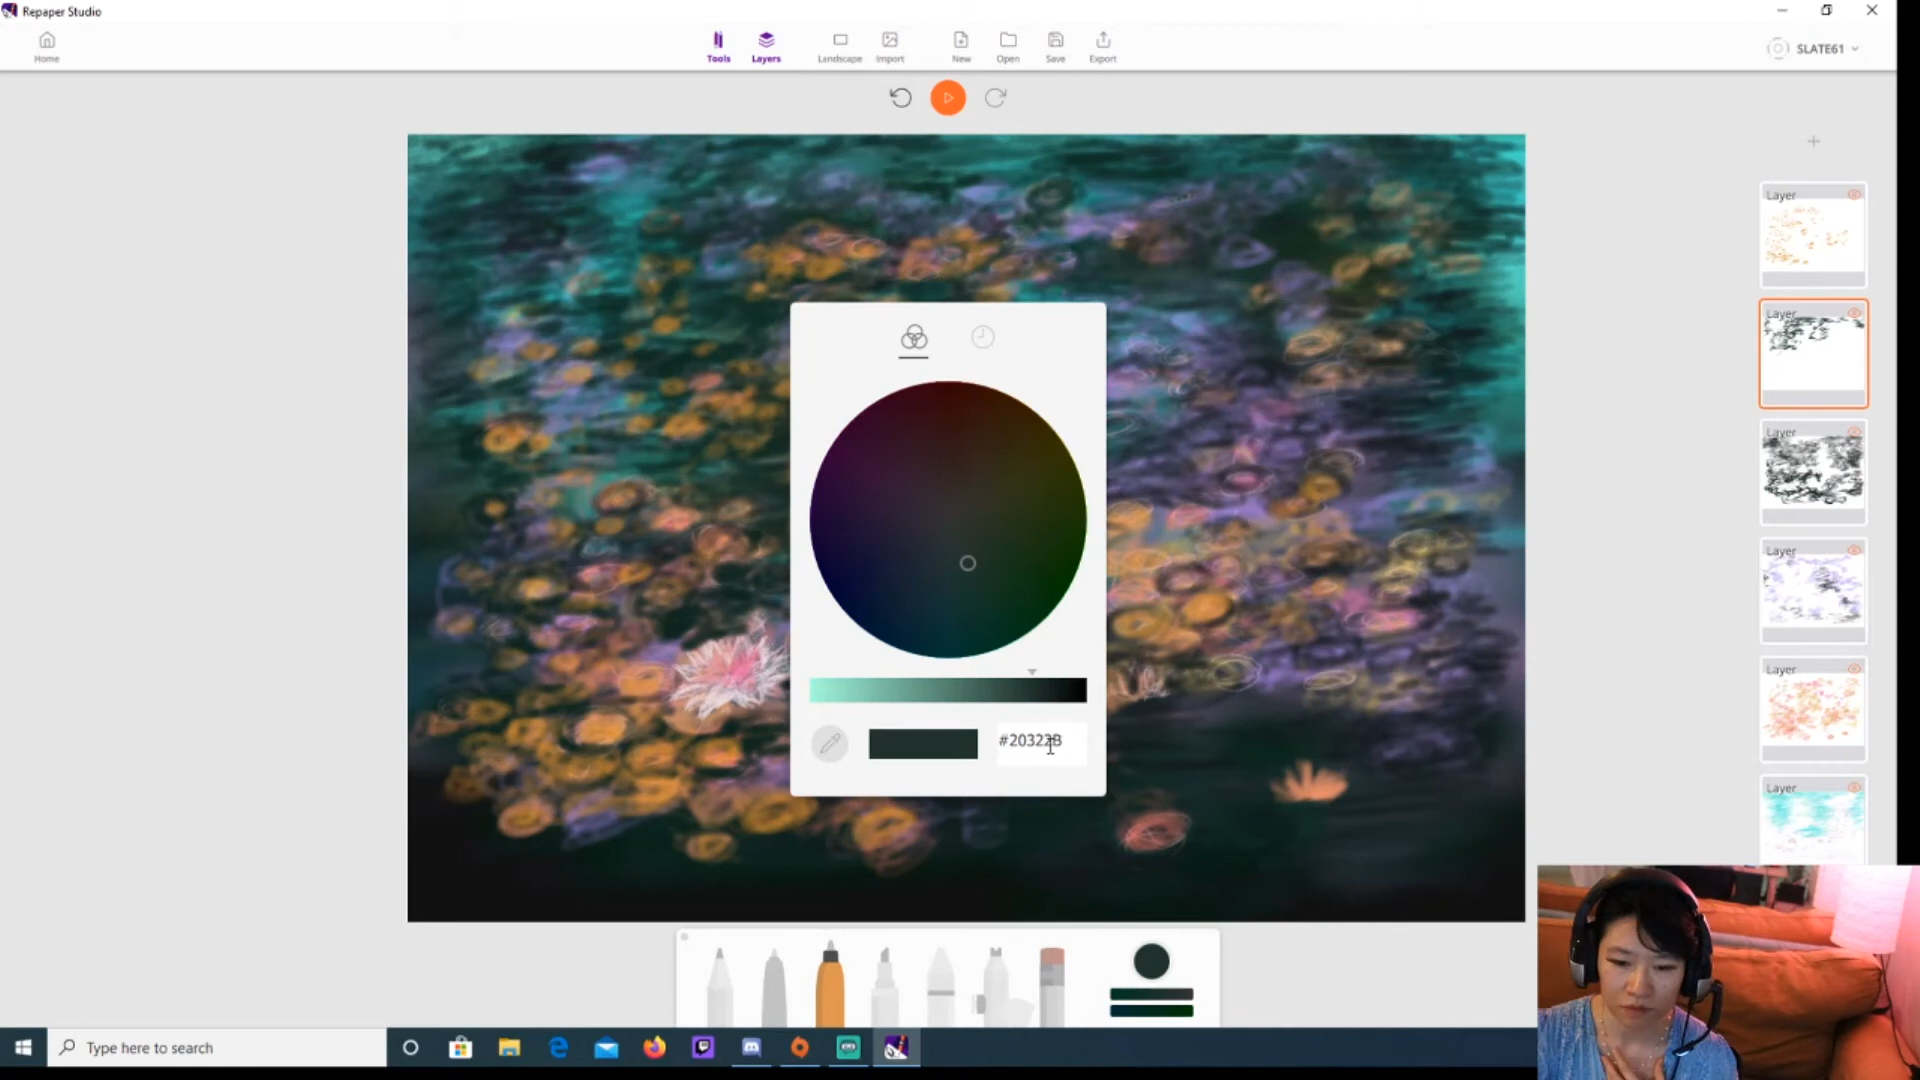 Repaper Studio
Home
Tools
Layers
Landscape
Import
New
Open
Save
Export
SLATE61
Layer
Layer
Layer
Layer
Layer
Layer
#20322B
Type here to search